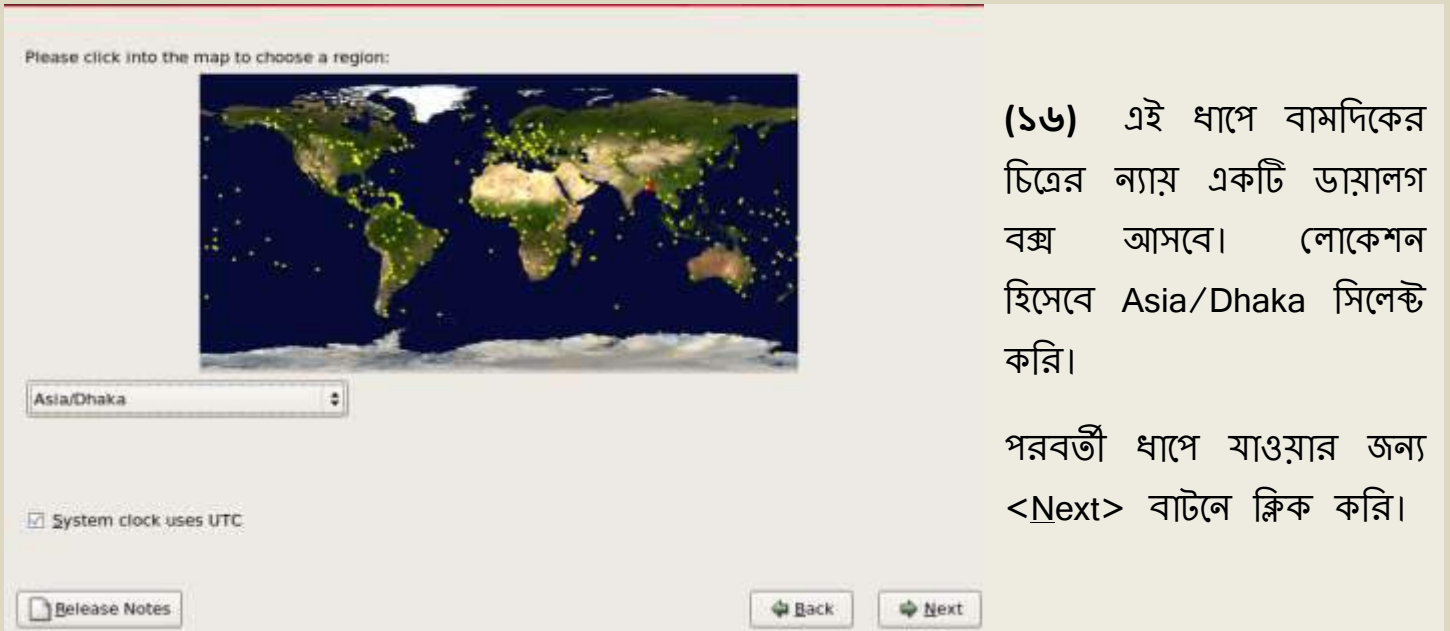 Please click into the map to choose a region:
Asia/Dhaka
System clock uses UTC
Release Notes
Back
Next
(১৬) এই ধাপে বামদিকের
চিত্রের ন্যায় একটি ডায়ালগ
বক্স আসবে। লোকেশন
হিসেবে Asia/Dhaka সিলেক্ট
করি।
পরবর্তী ধাপে যাওয়ার জন্য
<Next> বাটনে ক্লিক করি।